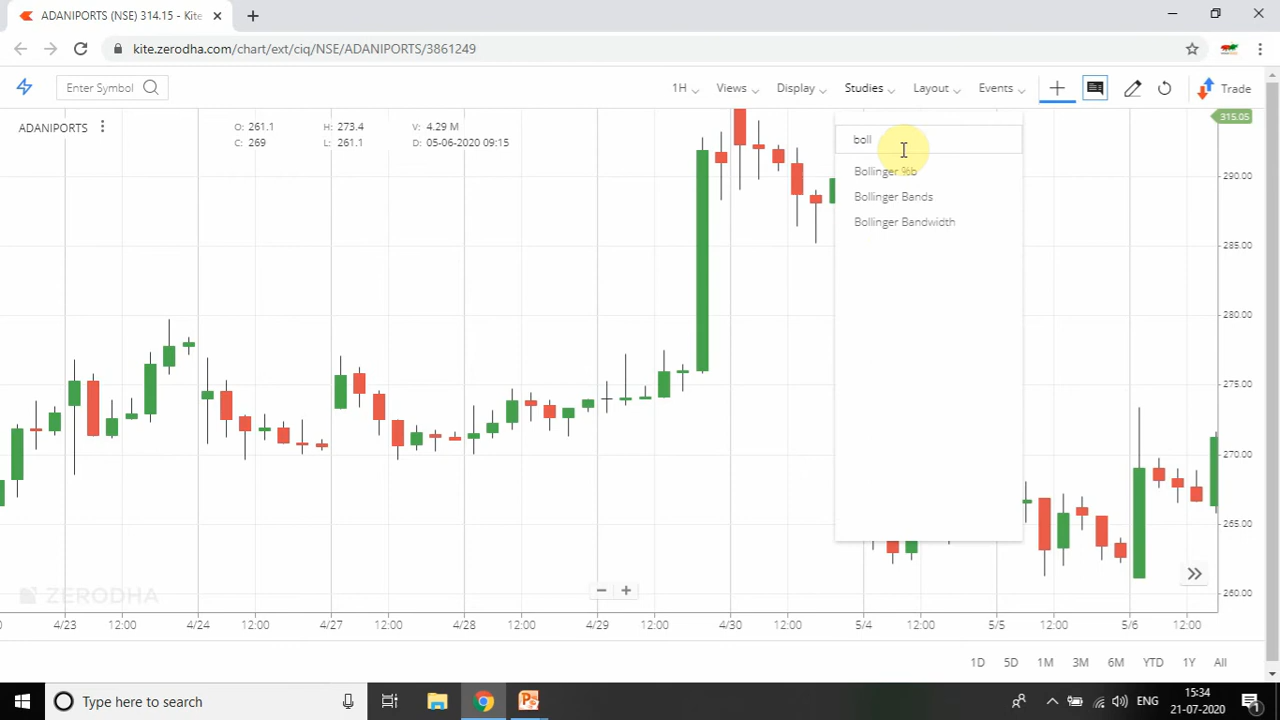 ADANIPORTS (NSE) 314.15 - Kite
kite.zerodha.com/chart/ext/ciq/NSE/ADANIPORTS/3861249
Enter Symbol
1H
Views
Display
Studies
Layout
Events
Trade
ADANIPORTS
O: 261.1 H: 273.4 V: 4.29 M
C: 269 L: 261.1 D: 05-06-2020 09:15
boll
Bollinger %b
Bollinger Bands
Bollinger Bandwidth
315.05
290.00
285.00
280.00
275.00
270.00
265.00
260.00
ZERODHA
4/23 12:00 4/24 12:00 4/27 12:00 4/28 12:00 4/29 12:00 4/30 12:00 5/4 12:00 5/5 12:00 5/6 12:00
1D 5D 1M 3M 6M YTD 1Y All
Type here to search
ENG
15:34
21-07-2020
1